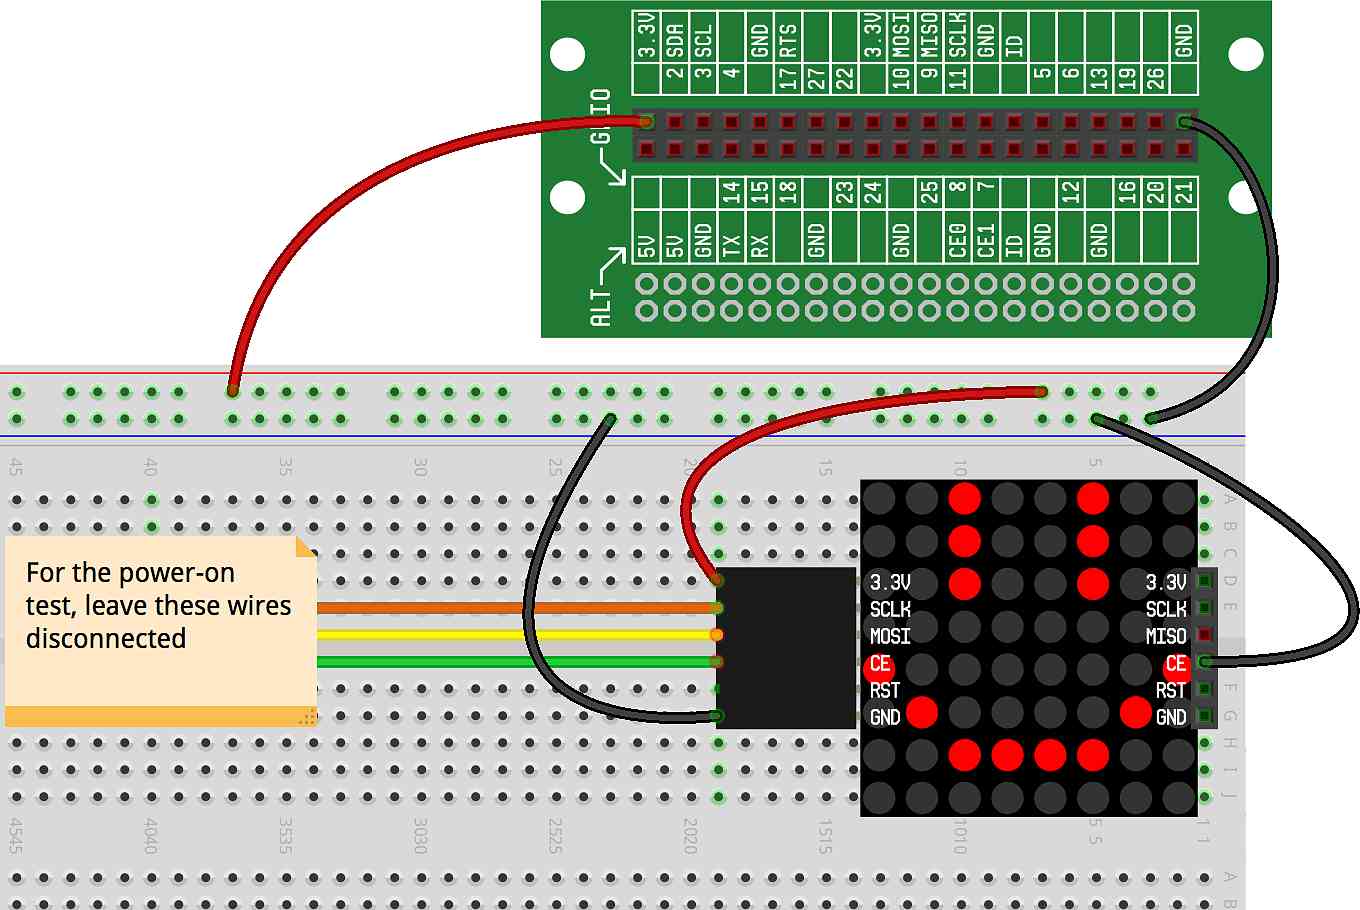 3.3V SDA SCL GND RTS 3.3V MOSI MISO SCLK GND ID GND
2 3 4 17 27 22 10 9 11 5 6 13 19 26
GPIO
14 15 18 23 24 25 8 7 12 16 20 21
5V 5V GND TX RX GND GND CE0 CE1 ID GND GND
ALT
45 40 35 30 25 20 15 10 5
A
B
C
D
E
F
G
H
I
J
For the power-on
test, leave these wires
disconnected
3.3V
SCLK
MOSI
CE
RST
GND
3.3V
SCLK
MISO
CE
RST
GND
4545 4040 3535 3030 2525 2020 1515 1010 5 5 1 1
A
B